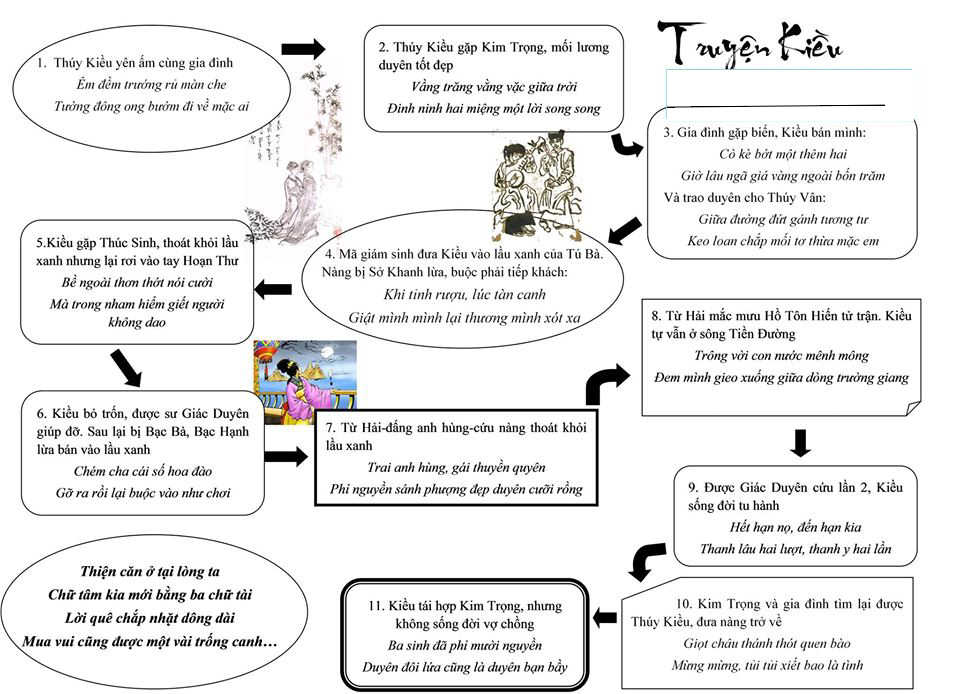 Truyện Kiều
1. Thúy Kiều yên ấm cùng gia đình
Êm đềm trướng rủ màn che
Tường đông ong bướm đi về mặc ai
2. Thúy Kiều gặp Kim Trọng, mối lương
duyên tốt đẹp
Vầng trăng vằng vặc giữa trời
Đinh ninh hai miệng một lời song song
3. Gia đình gặp biến, Kiều bán mình:
Cò kè bớt một thêm hai
Giờ lâu ngã giá vàng ngoài bốn trăm
Và trao duyên cho Thúy Vân:
Giữa đường đứt gánh tương tư
Keo loan chắp mối tơ thừa mặc em
4. Mã giám sinh đưa Kiều vào lầu xanh của Tú Bà.
Nàng bị Sở Khanh lừa, buộc phải tiếp khách:
Khi tỉnh rượu, lúc tàn canh
Giật mình mình lại thương mình xót xa
5.Kiều gặp Thúc Sinh, thoát khỏi lầu
xanh nhưng lại rơi vào tay Hoạn Thư
Bề ngoài thơn thớt nói cười
Mà trong nham hiểm giết người
không dao
6. Kiều bỏ trốn, được sư Giác Duyên
giúp đỡ. Sau lại bị Bạc Bà, Bạc Hạnh
lừa bán vào lầu xanh
Chém cha cái số hoa đào
Gỡ ra rồi lại buộc vào như chơi
7. Từ Hải-đấng anh hùng-cứu nàng thoát khỏi
lầu xanh
Trai anh hùng, gái thuyền quyên
Phỉ nguyền sánh phượng đẹp duyên cưỡi rồng
8. Từ Hải mắc mưu Hồ Tôn Hiến tử trận. Kiều
tự vẫn ở sông Tiền Đường
Trông vời con nước mênh mông
Đem mình gieo xuống giữa dòng trường giang
9. Được Giác Duyên cứu lần 2, Kiều
sống đời tu hành
Hết hạn nọ, đến hạn kia
Thanh lâu hai lượt, thanh y hai lần
10. Kim Trọng và gia đình tìm lại được
Thúy Kiều, đưa nàng trở về
Giọt châu thánh thót quen bào
Mừng mừng, tủi tủi xiết bao là tình
11. Kiều tái hợp Kim Trọng, nhưng
không sống đời vợ chồng
Ba sinh đã phỉ mười nguyền
Duyên đôi lứa cũng là duyên bạn bầy
Thiện căn ở tại lòng ta
Chữ tâm kia mới bằng ba chữ tài
Lời quê chắp nhặt dông dài
Mua vui cũng được một vài trống canh…